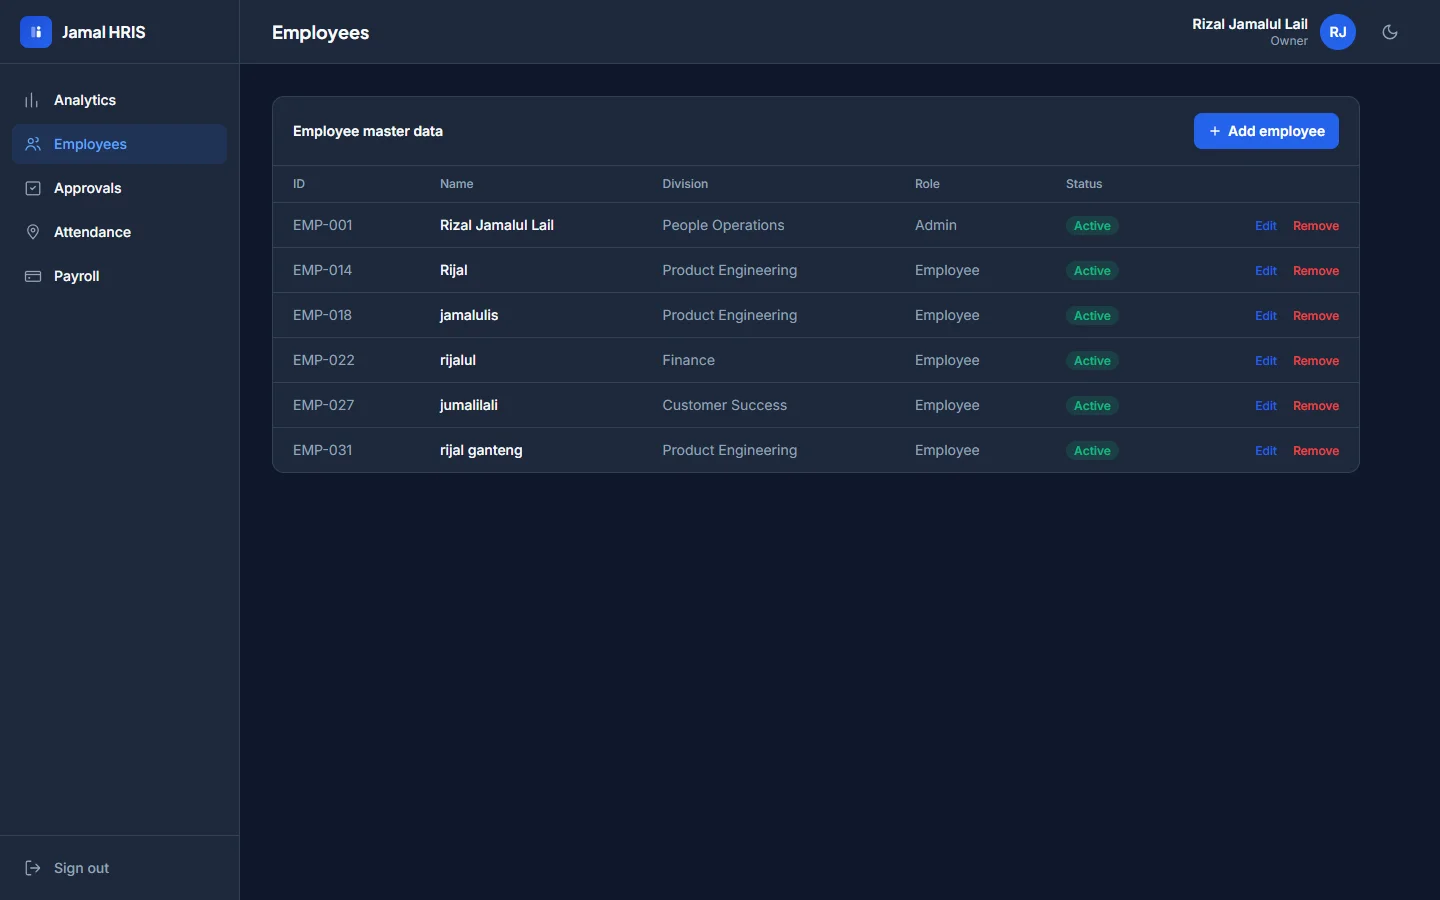 Jamal HRIS
Employees
Rizal Jamalul Lail
Owner
RJ
Analytics
Employees
Approvals
Attendance
Payroll
Sign out
Employee master data
+ Add employee
ID Name Division Role Status
EMP-001 Rizal Jamalul Lail People Operations Admin Active Edit Remove
EMP-014 Rijal Product Engineering Employee Active Edit Remove
EMP-018 jamalulis Product Engineering Employee Active Edit Remove
EMP-022 rijalul Finance Employee Active Edit Remove
EMP-027 jumalilali Customer Success Employee Active Edit Remove
EMP-031 rijal ganteng Product Engineering Employee Active Edit Remove